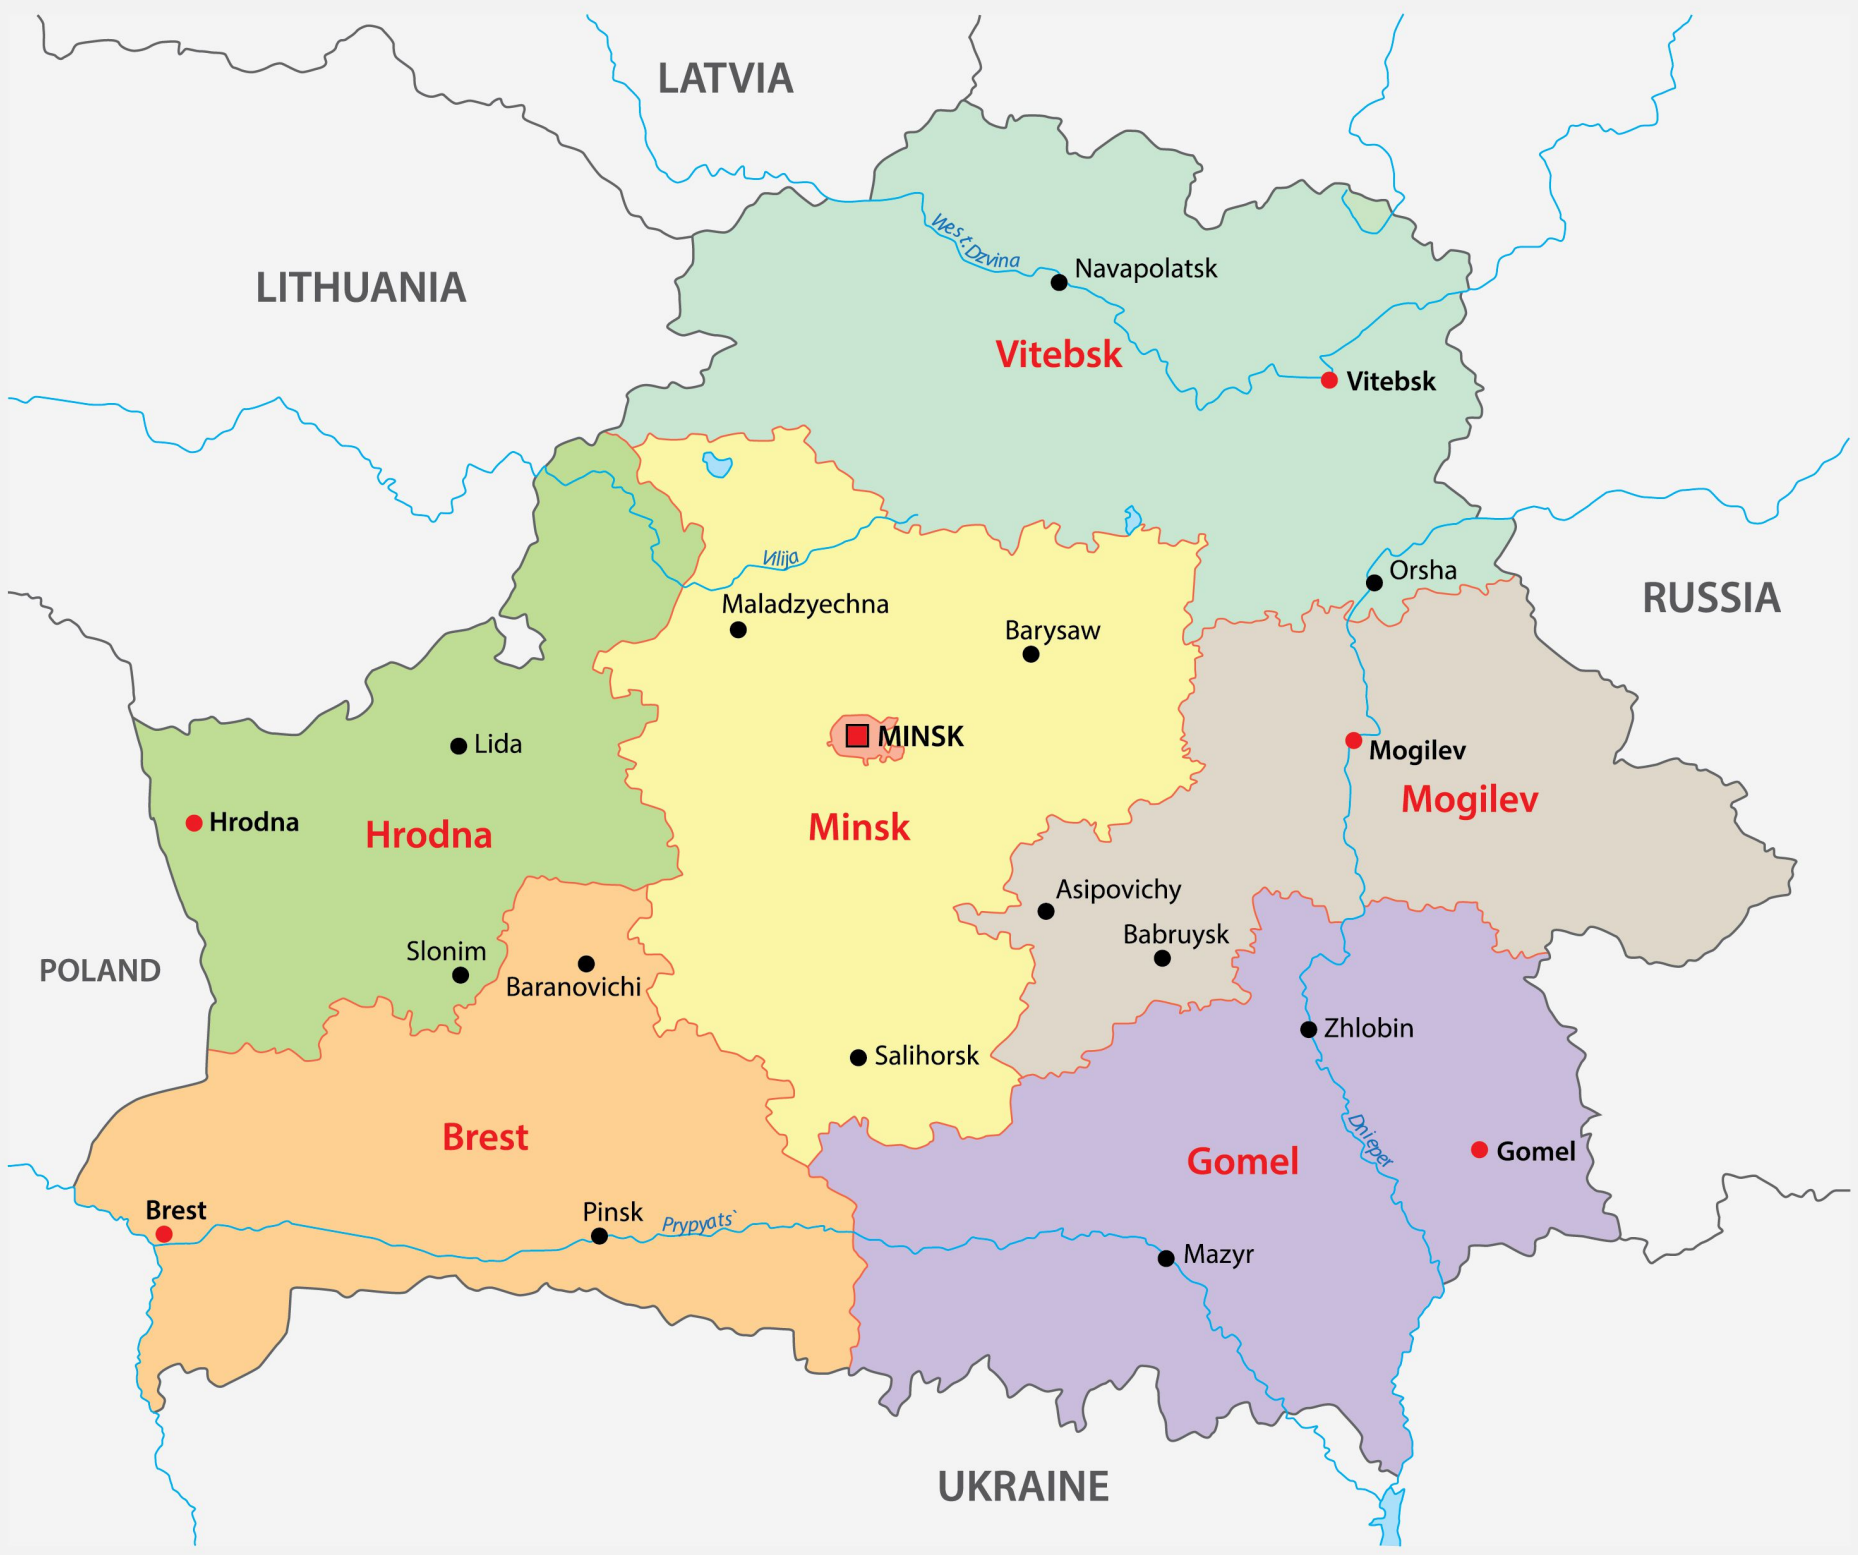 LATVIA
West. Dzvina
Navapolatsk
LITHUANIA
Vitebsk
Vitebsk
Vilija
Orsha
RUSSIA
Maladzyechna
Barysaw
MINSK
Lida
Mogilev
Mogilev
Hrodna
Hrodna
Minsk
Asipovichy
Babruysk
Slonim
POLAND
Baranovichi
Zhlobin
Salihorsk
Brest
Dnieper
Gomel
Gomel
Brest
Pinsk
Prypyats`
Mazyr
UKRAINE